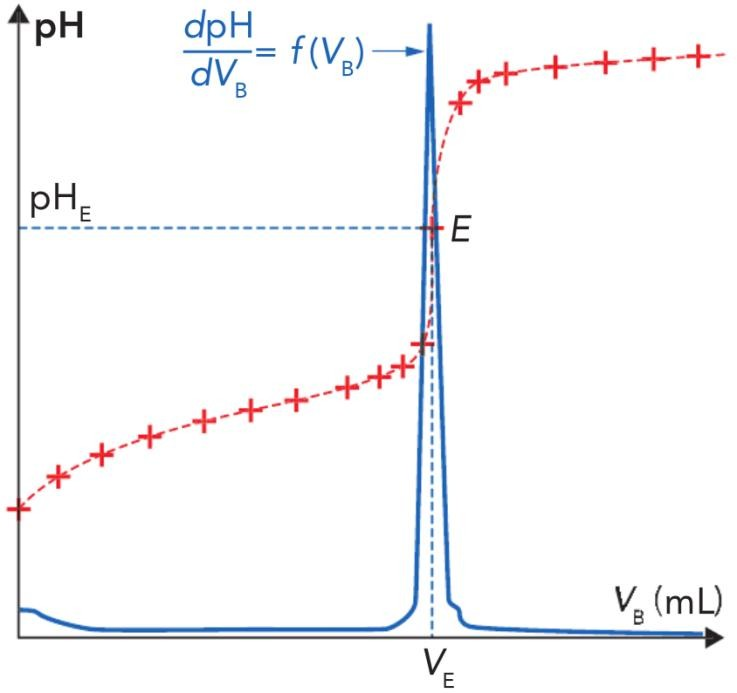 pH
dpH/dV_B = f(V_B)
pH_E
E
V_B (mL)
V_E